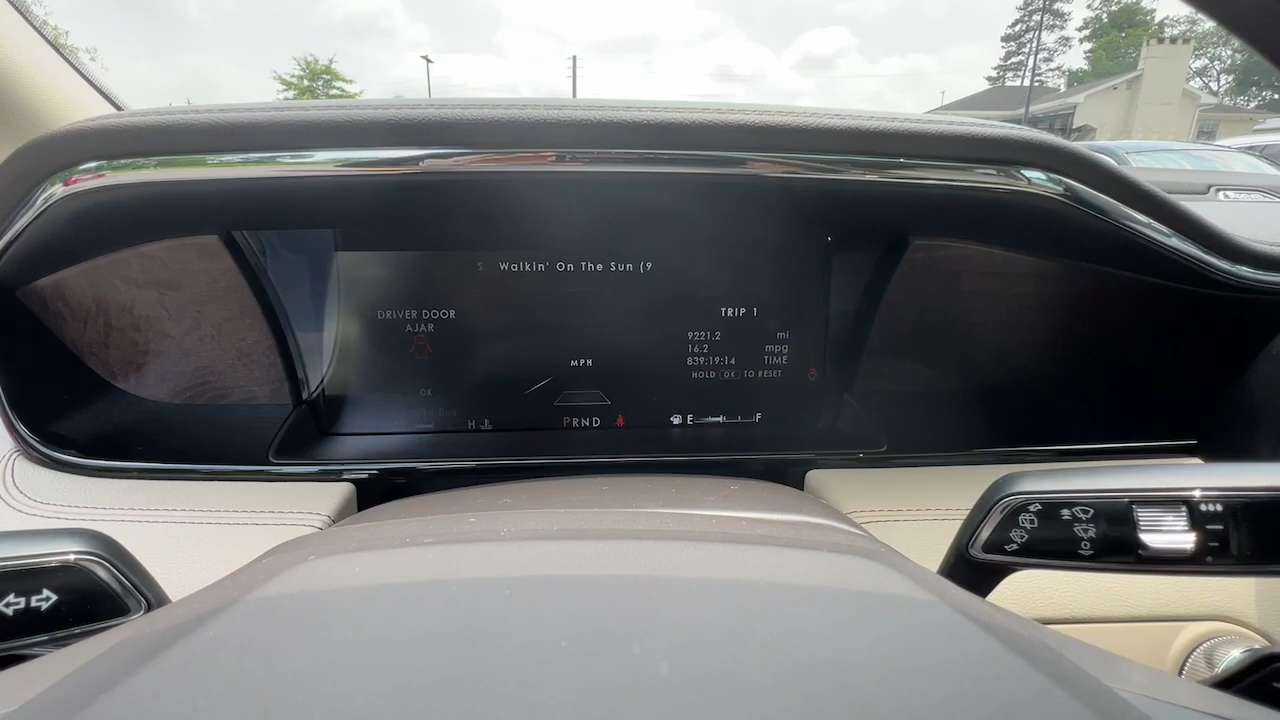 S Walkin' On The Sun (9
DRIVER DOOR
AJAR
OK
MPH
TRIP 1
9221.2 mi
16.2 mpg
839:19:14 TIME
HOLD OK TO RESET
H
PRND
E F